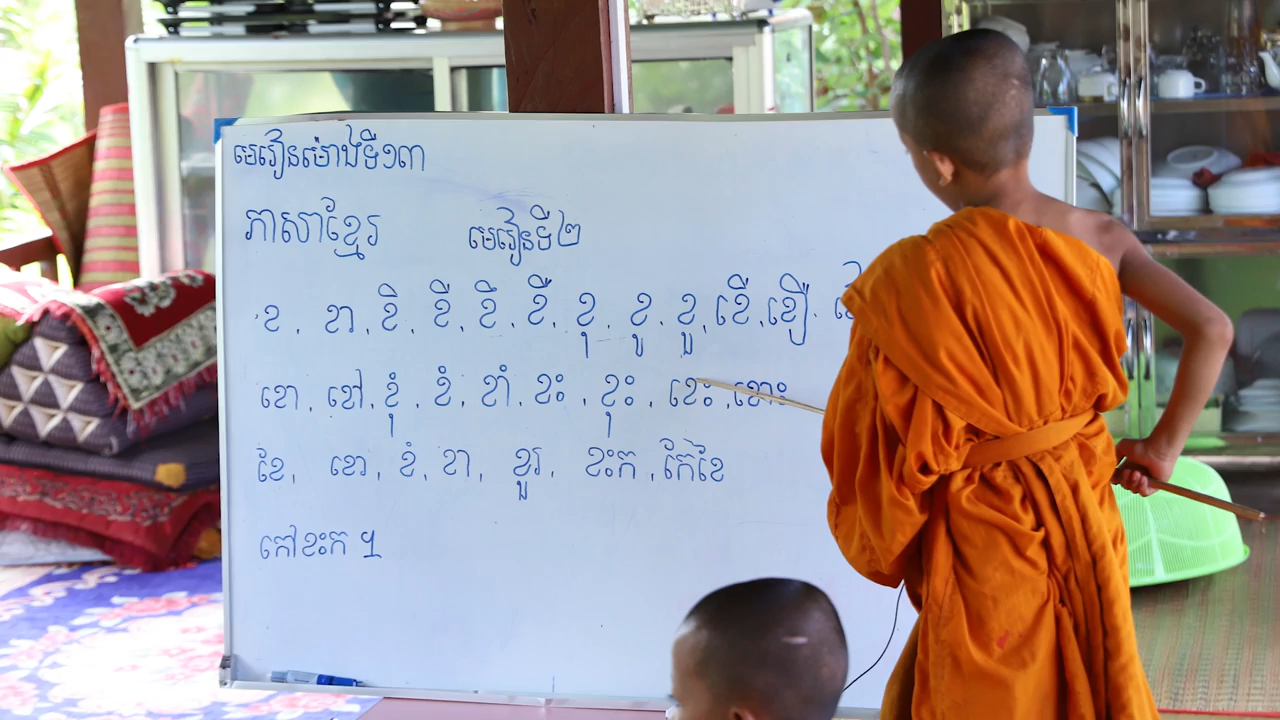 មេរៀនម៉ោងទី១៣
ភាសាខ្មែរ មេរៀនទី២
ខ , ខា , ខិ , ខី , ខឹ , ខឺ , ខុ , ខូ , ខួ , ខើ , ខឿ ,
ខោ , ខៅ , ខុំ , ខំ , ខាំ , ខះ , ខុះ , ខេះ , ខោះ
ខែ , ខោ , ខំ , ខា , ខួរ , ខះក , កែខៃ
កៅខះក ។